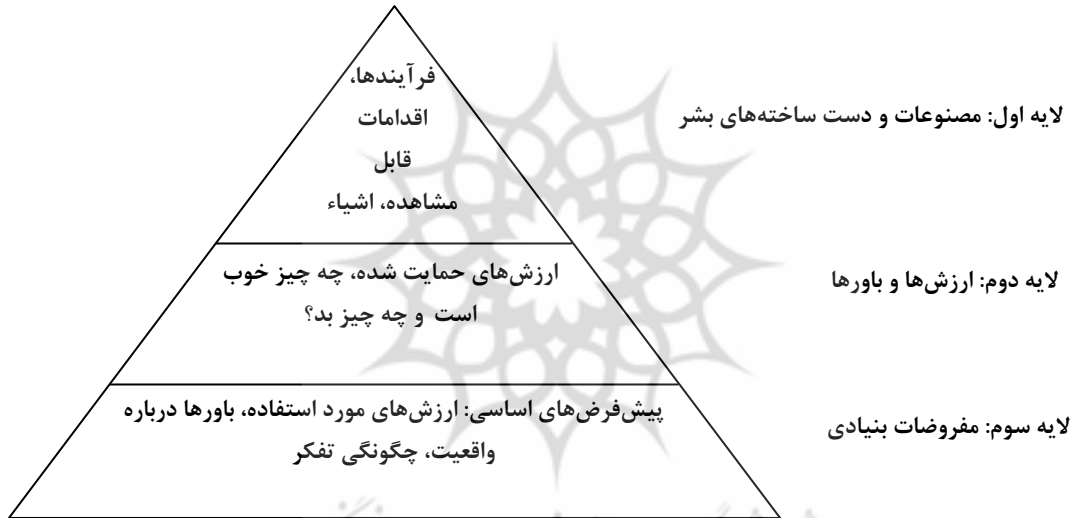 فرآیندها،
اقدامات
قابل
مشاهده، اشیاء
لایه اول: مصنوعات و دست ساخته‌های بشر
ارزش‌های حمایت شده، چه چیز خوب
است و چه چیز بد؟
لایه دوم: ارزش‌ها و باورها
پیش‌فرض‌های اساسی: ارزش‌های مورد استفاده، باورها درباره
واقعیت، چگونگی تفکر
لایه سوم: مفروضات بنیادی